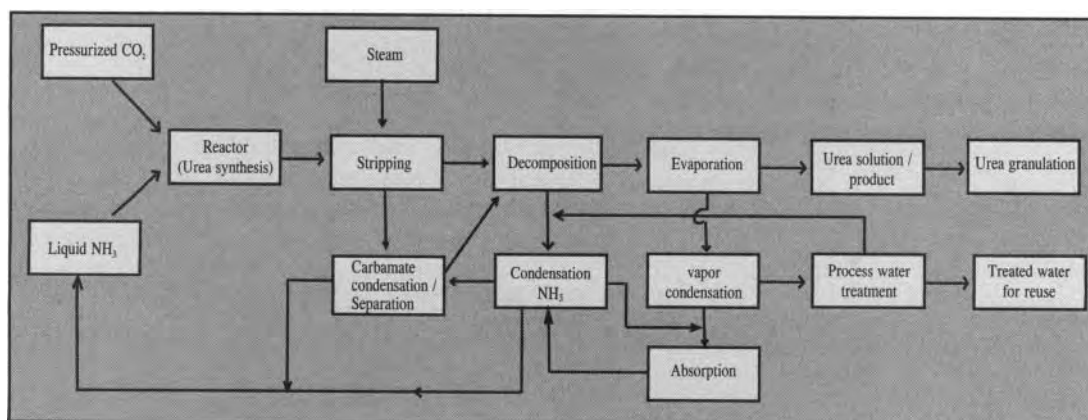 Pressurized CO₂
Steam
Reactor
(Urea synthesis)
Stripping
Decomposition
Evaporation
Urea solution /
product
Urea granulation
Liquid NH₃
Carbamate
condensation /
Separation
Condensation
NH₃
vapor
condensation
Process water
treatment
Treated water
for reuse
Absorption